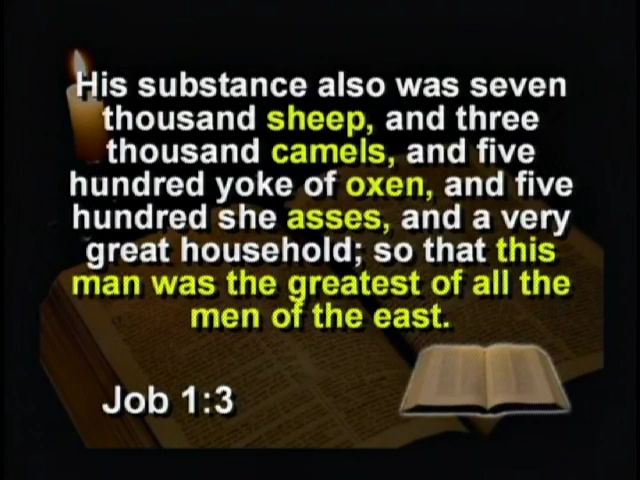 His substance also was seven
thousand sheep, and three
thousand camels, and five
hundred yoke of oxen, and five
hundred she asses, and a very
great household; so that this
man was the greatest of all the
men of the east.
Job 1:3